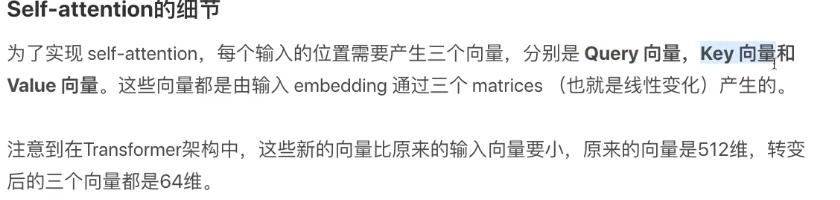 Self-attention的细节
为了实现 self-attention，每个输入的位置需要产生三个向量，分别是 Query 向量，Key 向量和
Value 向量。这些向量都是由输入 embedding 通过三个 matrices （也就是线性变化）产生的。
注意到在Transformer架构中，这些新的向量比原来的输入向量要小，原来的向量是512维，转变
后的三个向量都是64维。